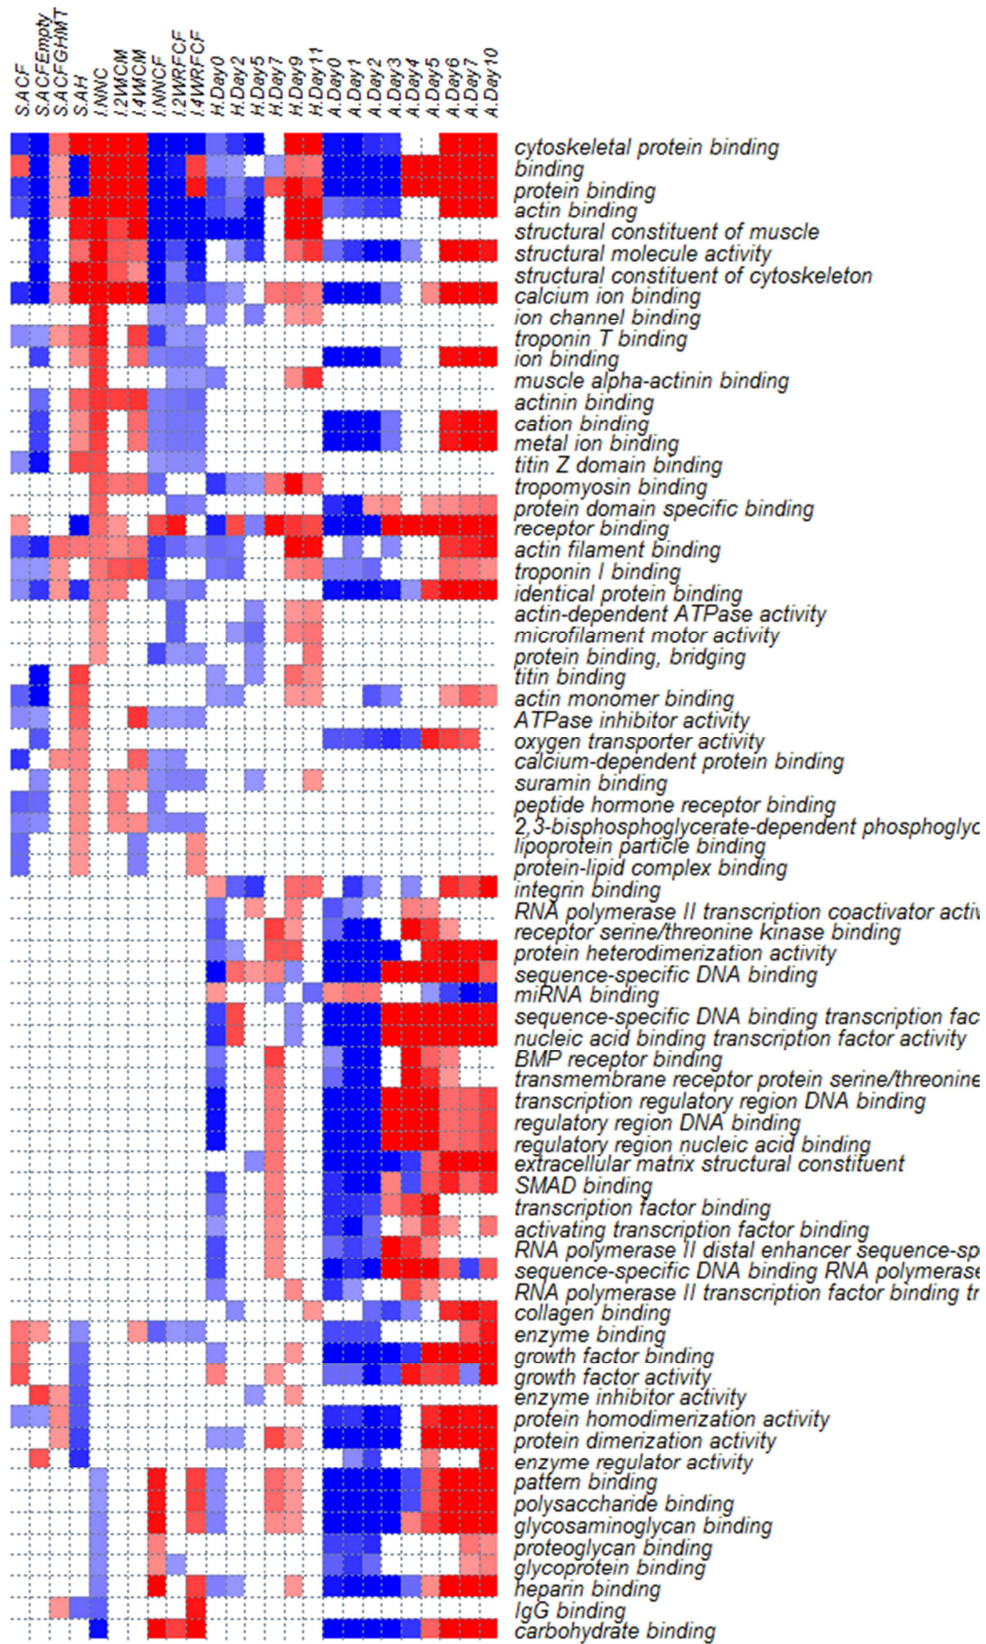 S.ACF
S.ACFEmpty
S.ACFGHMT
S.AH
I.NNC
I.2WCM
I.4WCM
I.NNCF
I.2WRFCF
I.4WRFCF
H.Day0
H.Day2
H.Day5
H.Day7
H.Day9
H.Day11
A.Day0
A.Day1
A.Day2
A.Day3
A.Day4
A.Day5
A.Day6
A.Day7
A.Day10
cytoskeletal protein binding
binding
protein binding
actin binding
structural constituent of muscle
structural molecule activity
structural constituent of cytoskeleton
calcium ion binding
ion channel binding
troponin T binding
ion binding
muscle alpha-actinin binding
actinin binding
cation binding
metal ion binding
titin Z domain binding
tropomyosin binding
protein domain specific binding
receptor binding
actin filament binding
troponin I binding
identical protein binding
actin-dependent ATPase activity
microfilament motor activity
protein binding, bridging
titin binding
actin monomer binding
ATPase inhibitor activity
oxygen transporter activity
calcium-dependent protein binding
suramin binding
peptide hormone receptor binding
2,3-bisphosphoglycerate-dependent phosphoglyc
lipoprotein particle binding
protein-lipid complex binding
integrin binding
RNA polymerase II transcription coactivator activ
receptor serine/threonine kinase binding
protein heterodimerization activity
sequence-specific DNA binding
miRNA binding
sequence-specific DNA binding transcription fac
nucleic acid binding transcription factor activity
BMP receptor binding
transmembrane receptor protein serine/threonine
transcription regulatory region DNA binding
regulatory region DNA binding
regulatory region nucleic acid binding
extracellular matrix structural constituent
SMAD binding
transcription factor binding
activating transcription factor binding
RNA polymerase II distal enhancer sequence-sp
sequence-specific DNA binding RNA polymerase
RNA polymerase II transcription factor binding tr
collagen binding
enzyme binding
growth factor binding
growth factor activity
enzyme inhibitor activity
protein homodimerization activity
protein dimerization activity
enzyme regulator activity
pattern binding
polysaccharide binding
glycosaminoglycan binding
proteoglycan binding
glycoprotein binding
heparin binding
IgG binding
carbohydrate binding